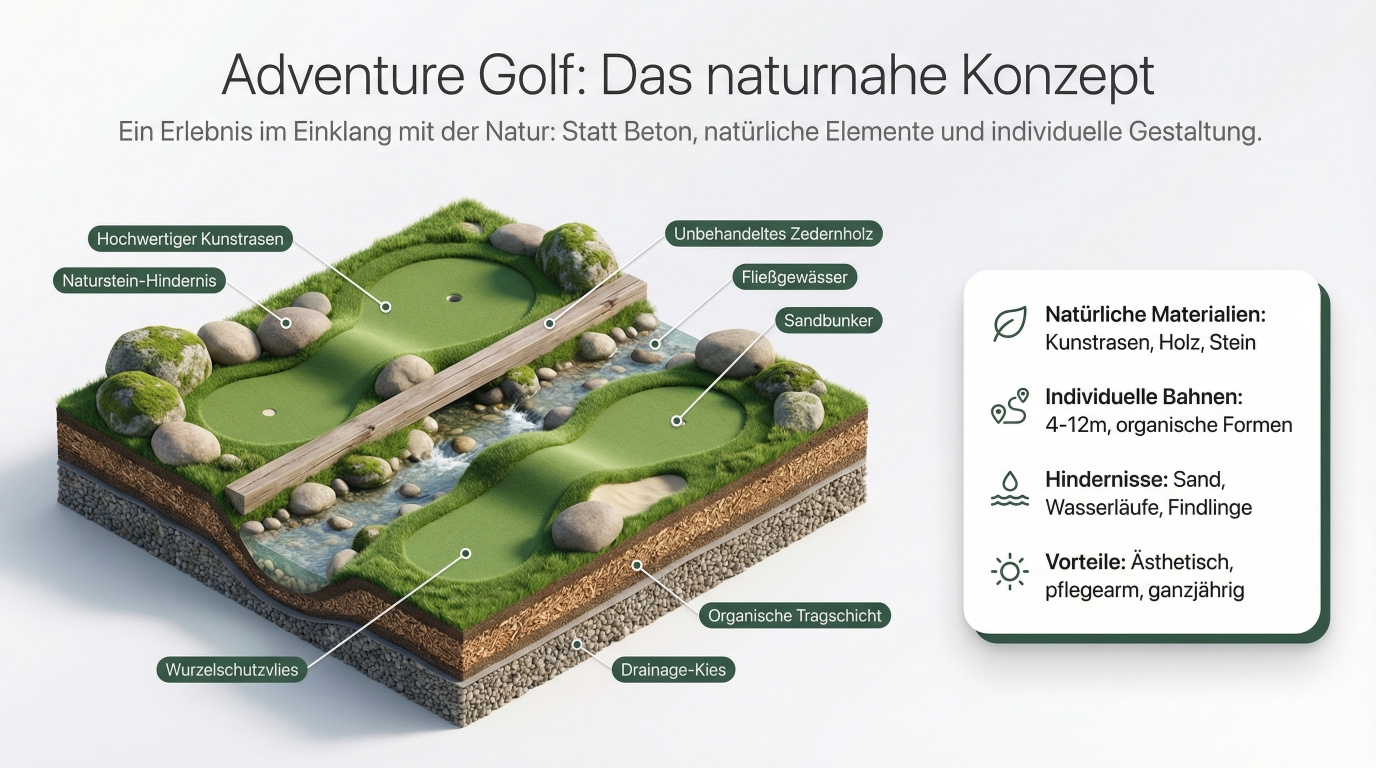 Adventure Golf: Das naturnahe Konzept
Ein Erlebnis im Einklang mit der Natur: Statt Beton, natürliche Elemente und individuelle Gestaltung.
Hochwertiger Kunstrasen
Naturstein-Hindernis
Unbehandeltes Zedernholz
Fließgewässer
Sandbunker
Organische Tragschicht
Drainage-Kies
Wurzelschutzvlies
Natürliche Materialien:
Kunstrasen, Holz, Stein
Individuelle Bahnen:
4-12m, organische Formen
Hindernisse: Sand,
Wasserläufe, Findlinge
Vorteile: Ästhetisch,
pflegearm, ganzjährig